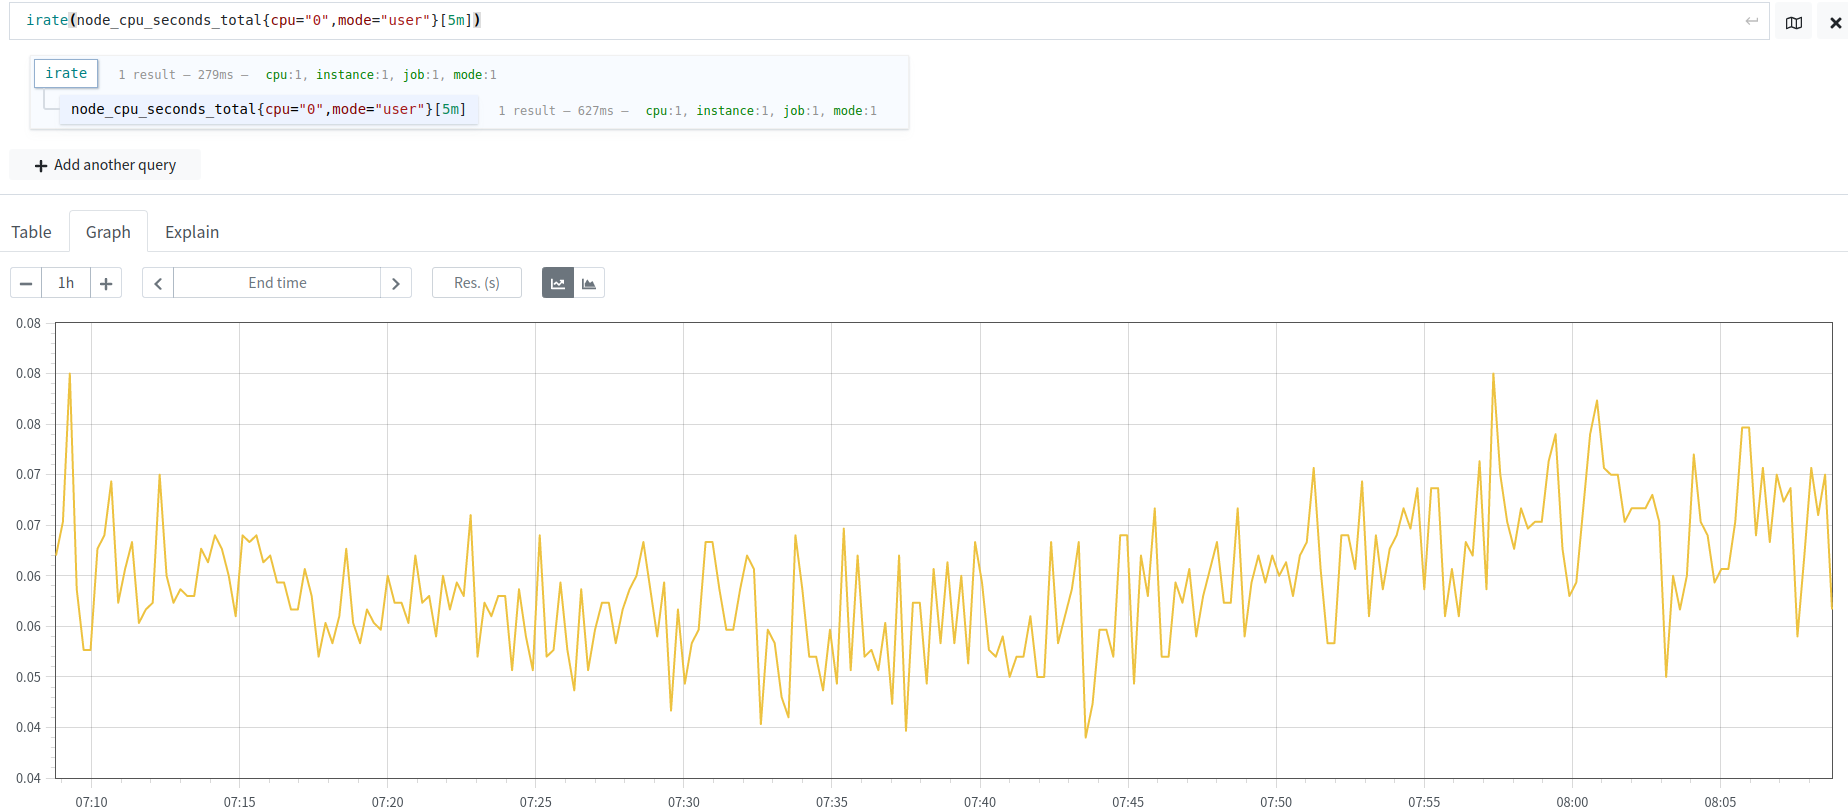 irate(node_cpu_seconds_total{cpu="0",mode="user"}[5m])
irate 1 result – 279ms – cpu:1, instance:1, job:1, mode:1
node_cpu_seconds_total{cpu="0",mode="user"}[5m] 1 result – 627ms – cpu:1, instance:1, job:1, mode:1
+ Add another query
Table Graph Explain
− 1h + < End time > Res. (s)
0.08
0.08
0.08
0.07
0.07
0.06
0.06
0.05
0.04
0.04
07:10 07:15 07:20 07:25 07:30 07:35 07:40 07:45 07:50 07:55 08:00 08:05